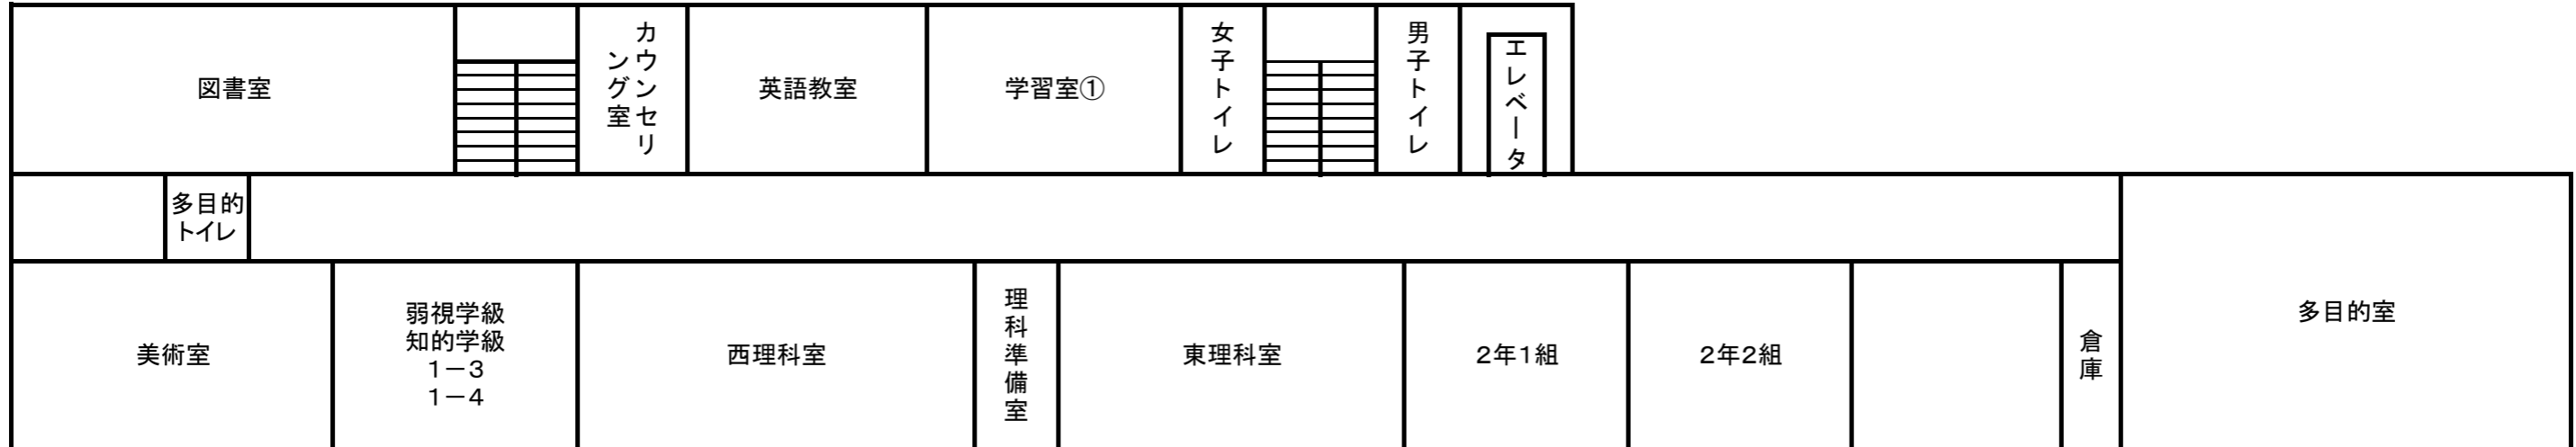 図書室
カウンセリ
ング室
英語教室
学習室①
女子トイレ
男子トイレ
エレベータ
多目的
トイレ
美術室
弱視学級
知的学級
1－3
1－4
西理科室
理科準備室
東理科室
2年1組
2年2組
倉庫
多目的室